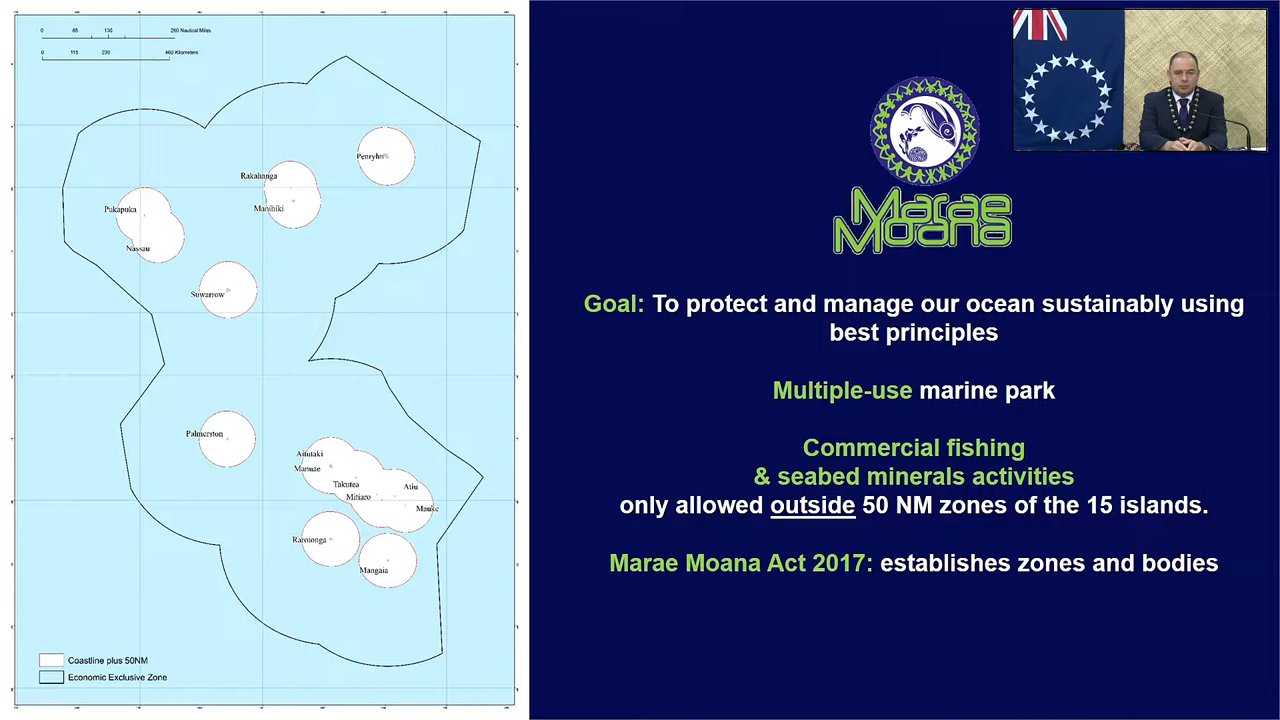 0 65 130 260 Nautical Miles
0 115 230 460 Kilometers
Penryhn
Rakahanga
Manihiki
Pukapuka
Nassau
Suwarrow
Palmerston
Aitutaki
Manuae
Takutea
Atiu
Mitiaro
Mauke
Rarotonga
Mangaia
Coastline plus 50NM
Economic Exclusive Zone
Marae
Moana
Goal: To protect and manage our ocean sustainably using
best principles
Multiple-use marine park
Commercial fishing
& seabed minerals activities
only allowed outside 50 NM zones of the 15 islands.
Marae Moana Act 2017: establishes zones and bodies